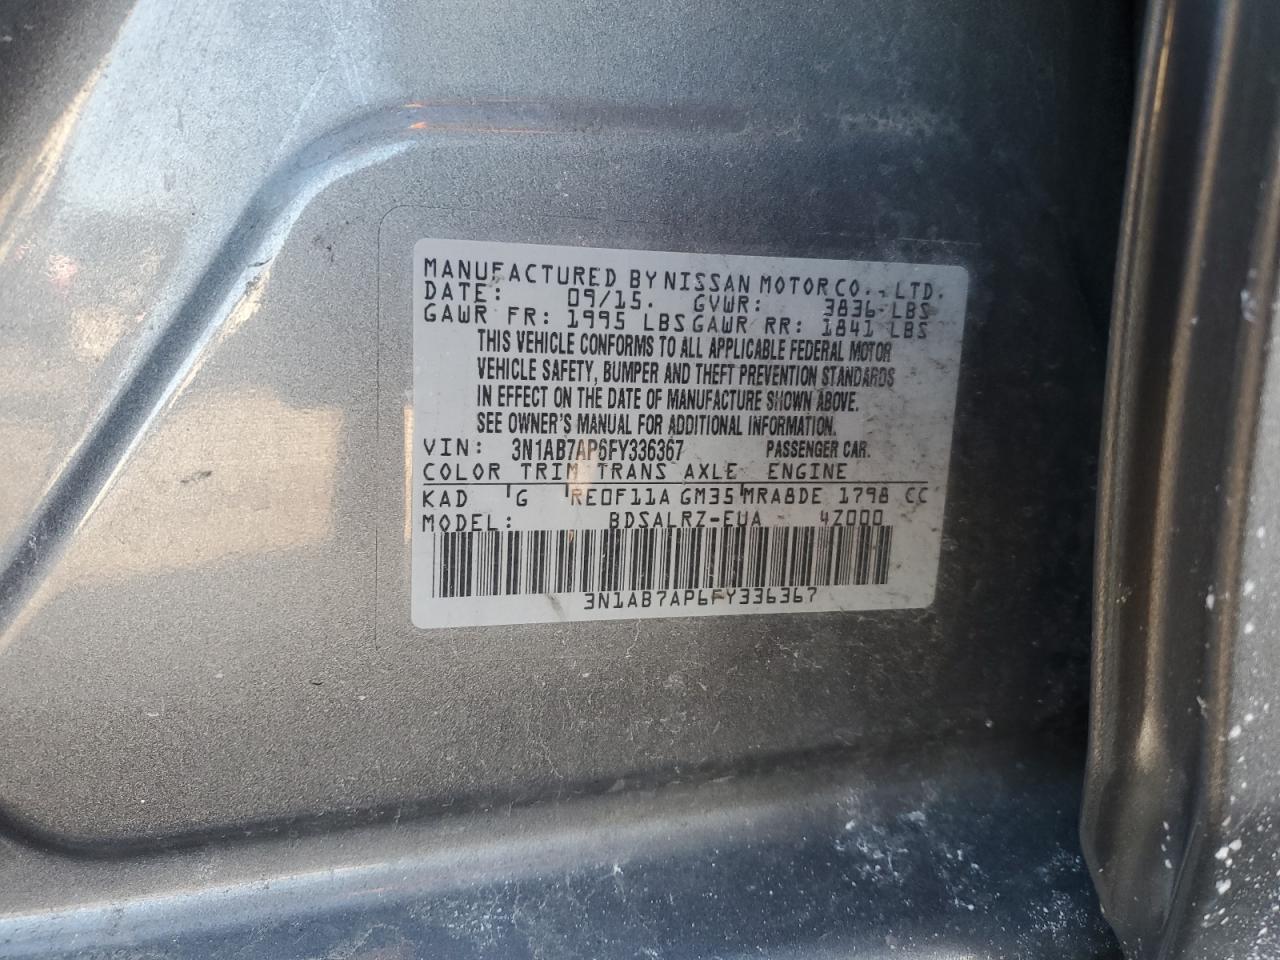 MANUFACTURED BY NISSAN MOTOR CO., LTD.
DATE: 09/15. GVWR: 3836 LBS
GAWR FR: 1995 LBS GAWR RR: 1841 LBS
THIS VEHICLE CONFORMS TO ALL APPLICABLE FEDERAL MOTOR
VEHICLE SAFETY, BUMPER AND THEFT PREVENTION STANDARDS
IN EFFECT ON THE DATE OF MANUFACTURE SHOWN ABOVE.
SEE OWNER'S MANUAL FOR ADDITIONAL INFORMATION.
VIN: 3N1AB7AP6FY336367 PASSENGER CAR.
COLOR TRIM TRANS AXLE ENGINE
KAD G RE0F11A GM35 MRA8DE 1798 CC
MODEL: BDSALRZ-EUA 4Z000
3N1AB7AP6FY336367